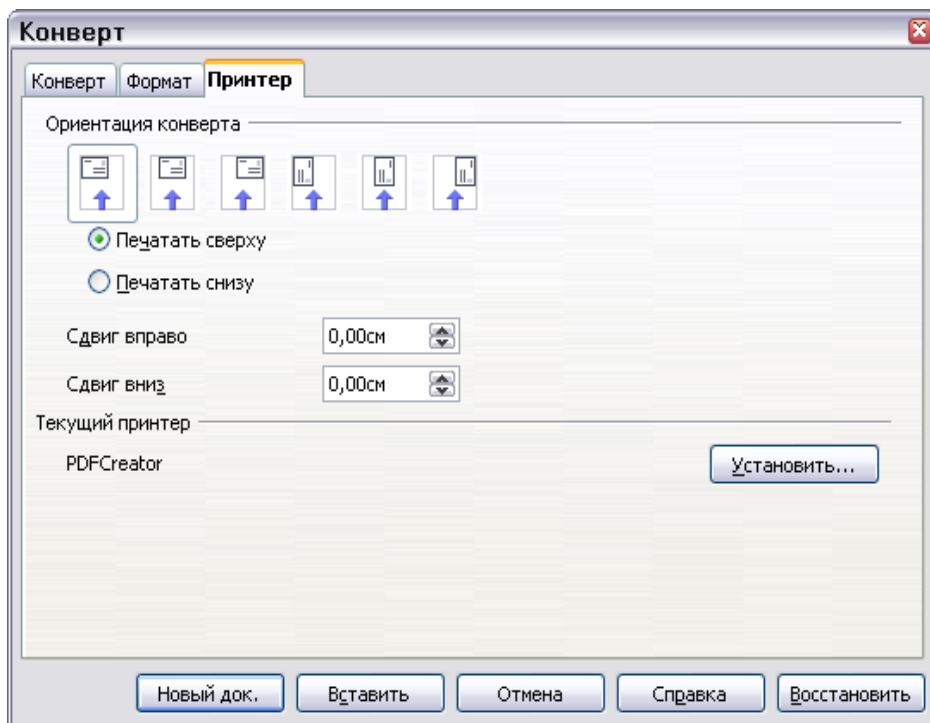 Конверт
Конверт Формат Принтер
Ориентация конверта
Печатать сверху
Печатать снизу
Сдвиг вправо 0,00см
Сдвиг вниз 0,00см
Текущий принтер
PDFCreator Установить...
Новый док. Вставить Отмена Справка Восстановить